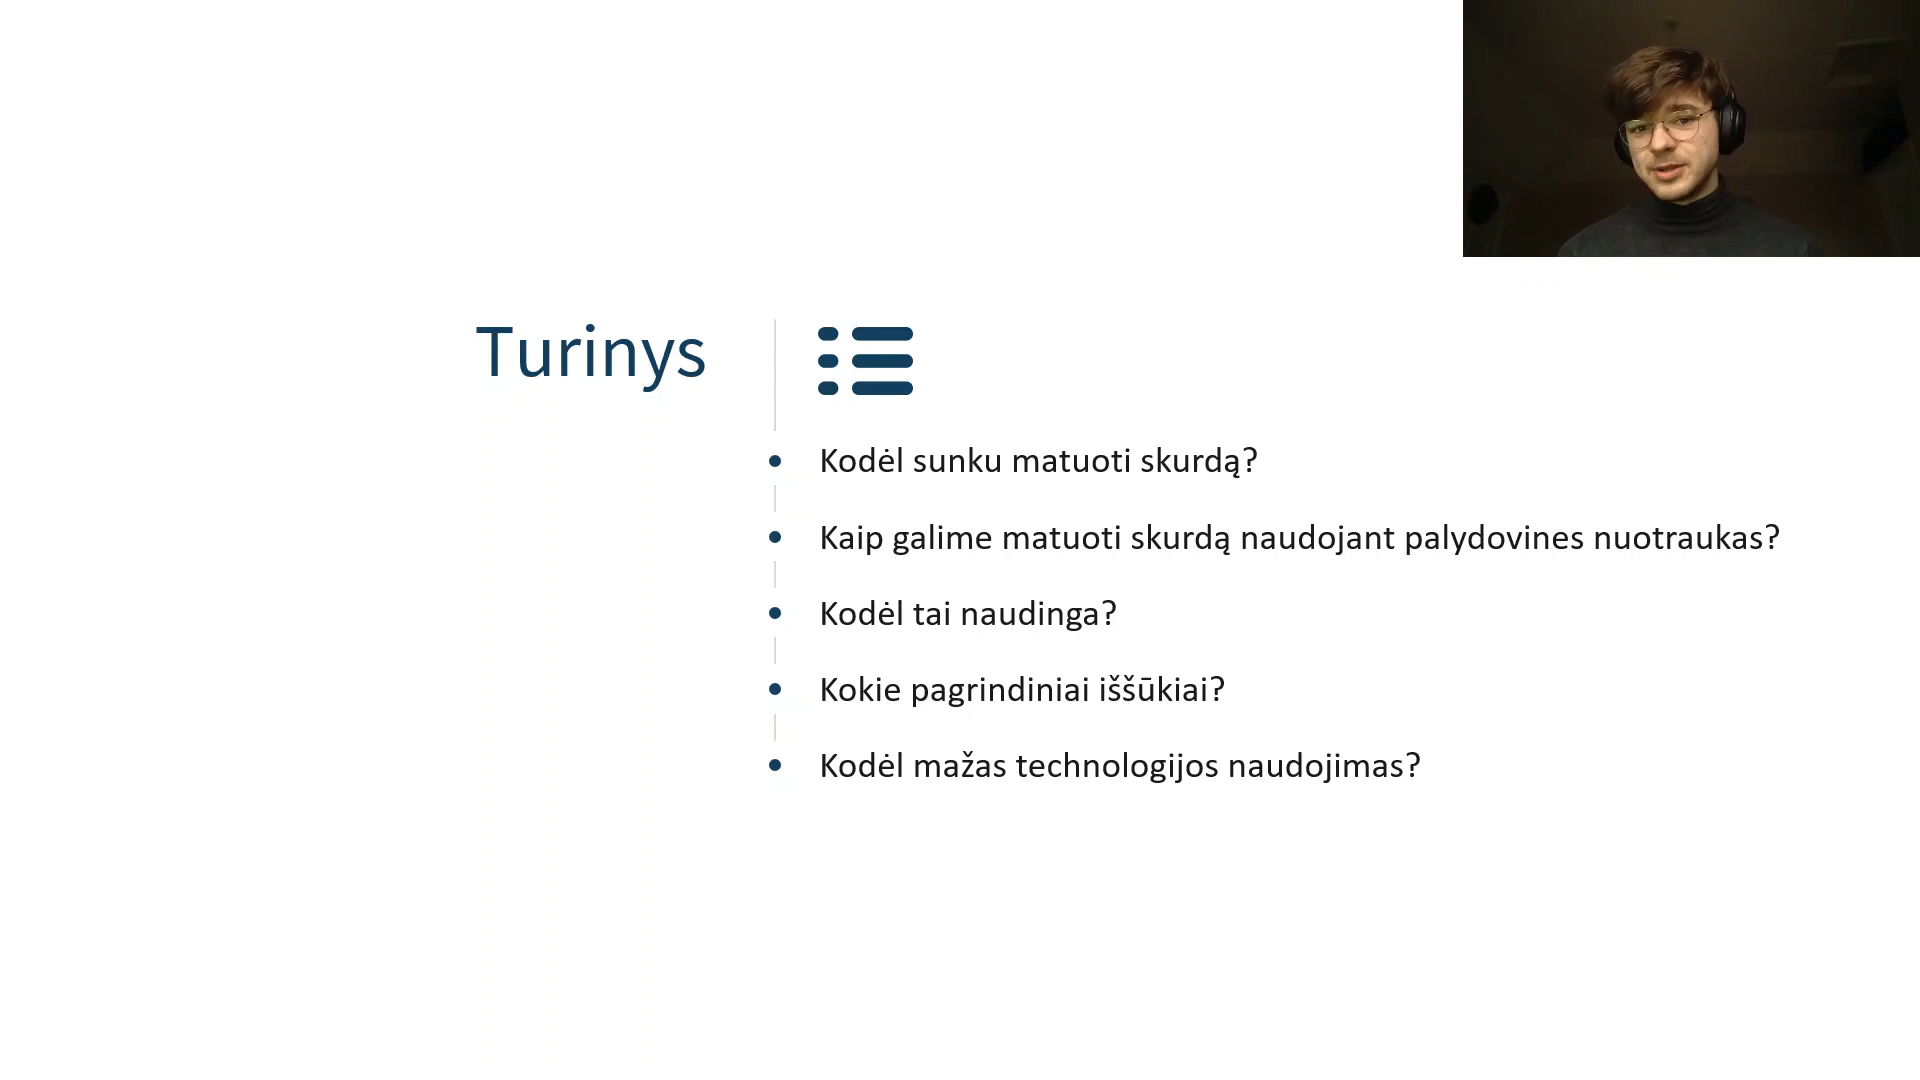 Turinys
Kodėl sunku matuoti skurdą?
Kaip galime matuoti skurdą naudojant palydovines nuotraukas?
Kodėl tai naudinga?
Kokie pagrindiniai iššūkiai?
Kodėl mažas technologijos naudojimas?